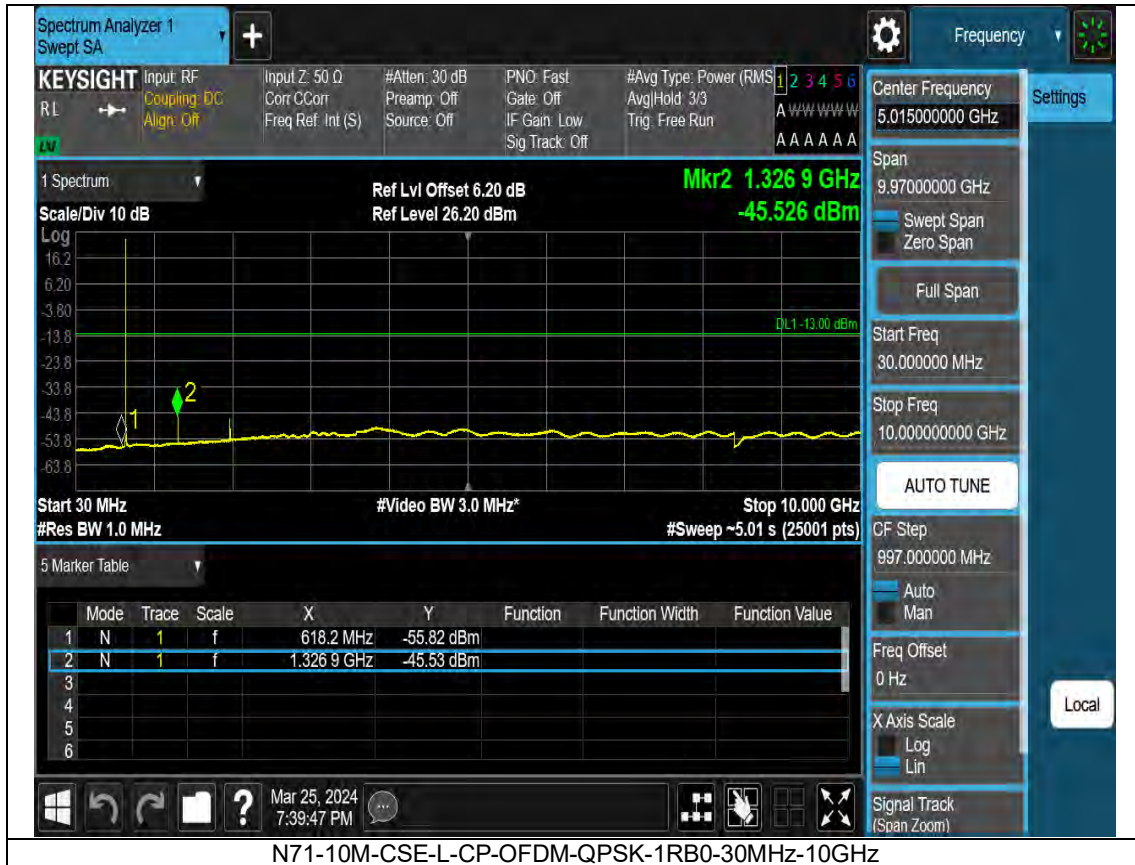 Spectrum Analyzer 1
Swept SA
Frequency
KEYSIGHT
RL
LXI
Input: RF
Coupling: DC
Align: Off
Input Z: 50 Ω
Corr CCorr
Freq Ref: Int (S)
#Atten: 30 dB
Preamp: Off
Source: Off
PNO: Fast
Gate: Off
IF Gain: Low
Sig Track: Off
#Avg Type: Power (RMS
Avg|Hold: 3/3
Trig: Free Run
1 2 3 4 5 6
A W W W W W
A A A A A A
1 Spectrum
Scale/Div 10 dB
Log
Ref Lvl Offset 6.20 dB
Ref Level 26.20 dBm
Mkr2 1.326 9 GHz
-45.526 dBm
16.2
6.20
-3.80
-13.8
-23.8
-33.8
-43.8
-53.8
-63.8
DL1 -13.00 dBm
1
2
Start 30 MHz
#Res BW 1.0 MHz
#Video BW 3.0 MHz*
Stop 10.000 GHz
#Sweep ~5.01 s (25001 pts)
5 Marker Table
Mode Trace Scale X Y Function Function Width Function Value
1 N 1 f 618.2 MHz -55.82 dBm
2 N 1 f 1.326 9 GHz -45.53 dBm
3
4
5
6
Mar 25, 2024
7:39:47 PM
Center Frequency
5.015000000 GHz
Settings
Span
9.97000000 GHz
Swept Span
Zero Span
Full Span
Start Freq
30.000000 MHz
Stop Freq
10.000000000 GHz
AUTO TUNE
CF Step
997.000000 MHz
Auto
Man
Freq Offset
0 Hz
X Axis Scale
Log
Lin
Local
Signal Track
(Span Zoom)
N71-10M-CSE-L-CP-OFDM-QPSK-1RB0-30MHz-10GHz